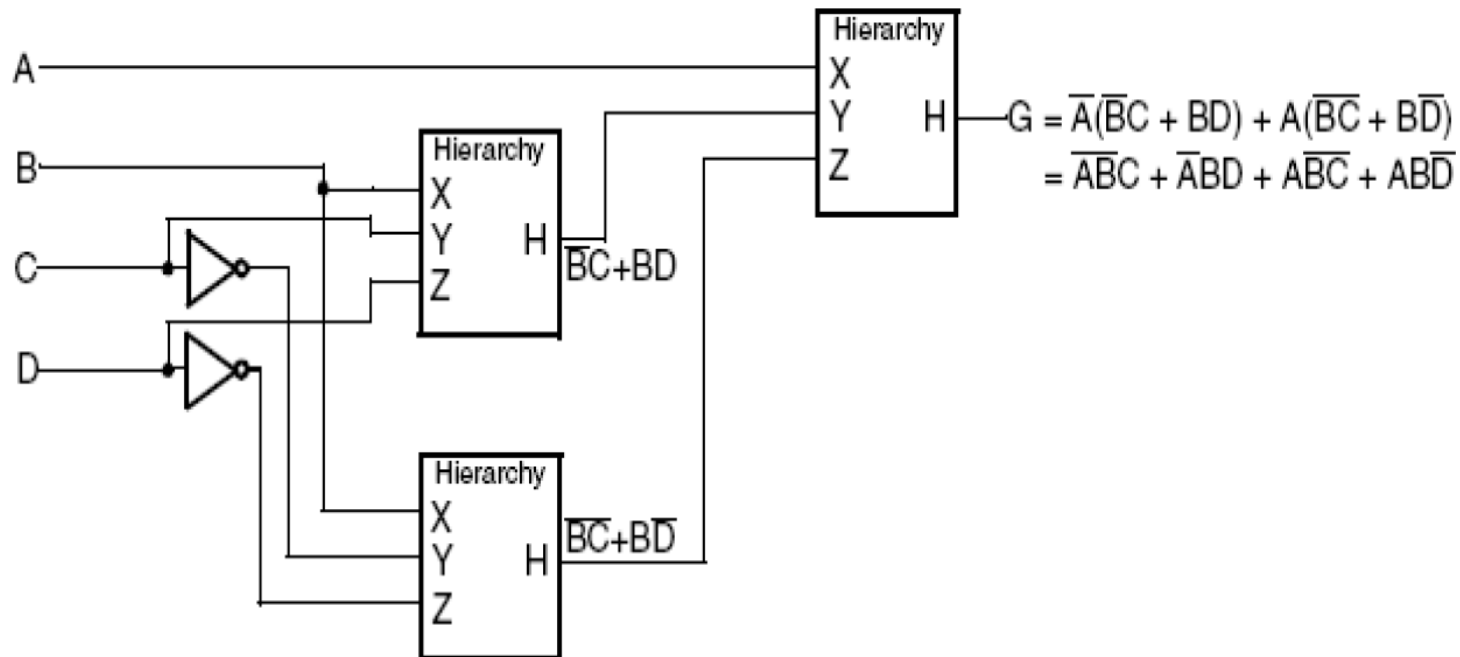 Hierarchy
A
X
Y H G = A̅(B̅C + BD) + A(B̅C̅ + BD̅)
Z = A̅B̅C + A̅BD + AB̅C̅ + ABD̅
Hierarchy
B
X
Y H
B̅C+BD
C
Z
D
Hierarchy
X
B̅C̅+BD̅
Y H
Z